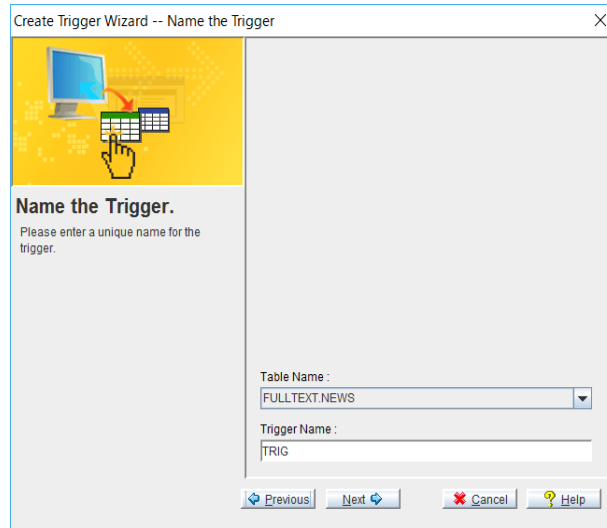 Create Trigger Wizard -- Name the Trigger
Name the Trigger.
Please enter a unique name for the
trigger.
Table Name :
FULLTEXT.NEWS
Trigger Name :
TRIG
Previous Next Cancel Help